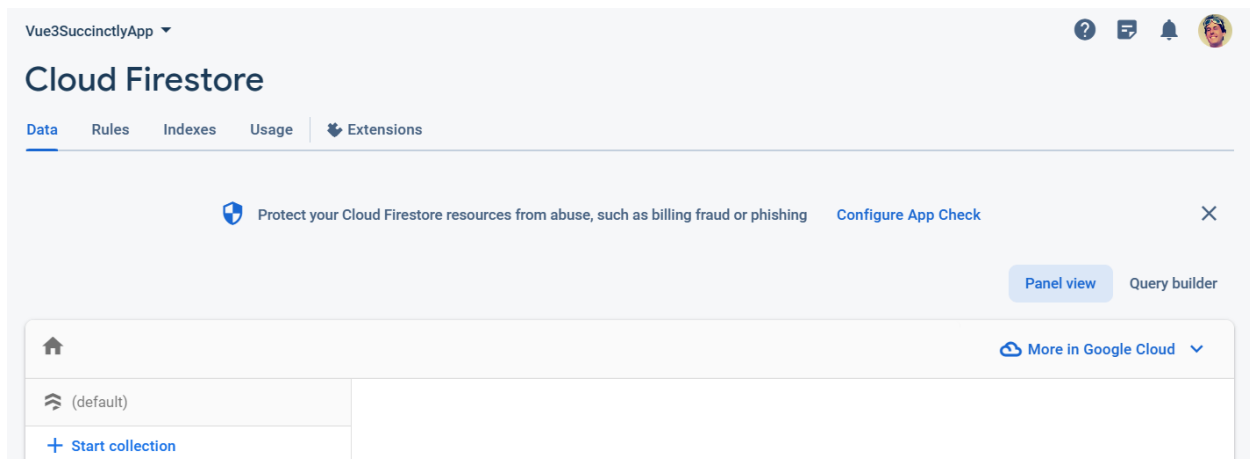 Vue3SuccinctlyApp
Cloud Firestore
Data Rules Indexes Usage Extensions
Protect your Cloud Firestore resources from abuse, such as billing fraud or phishing Configure App Check
Panel view Query builder
More in Google Cloud
(default)
+ Start collection